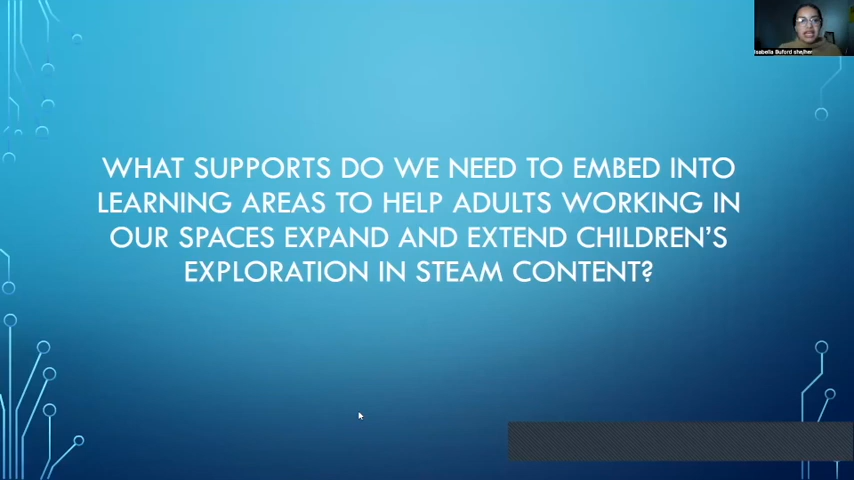 Isabella Buford she/her
WHAT SUPPORTS DO WE NEED TO EMBED INTO
LEARNING AREAS TO HELP ADULTS WORKING IN
OUR SPACES EXPAND AND EXTEND CHILDREN'S
EXPLORATION IN STEAM CONTENT?